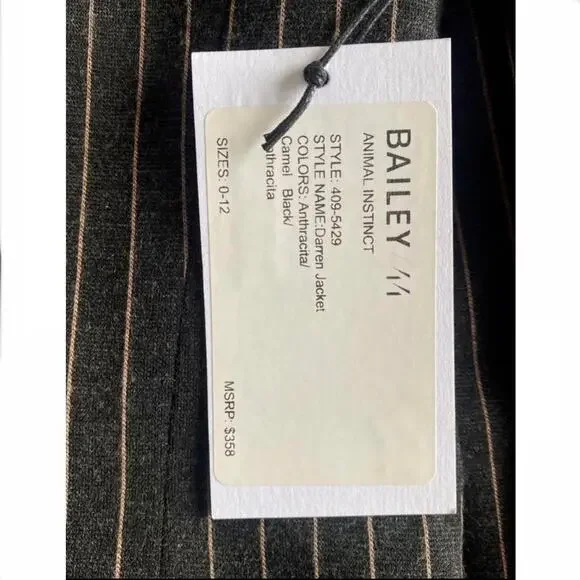 BAILEY / 44
ANIMAL INSTINCT
STYLE: 409-5429
STYLE NAME:Darren Jacket
COLORS: Anthracita/
Camel Black/
Anthracita
SIZES: 0-12 MSRP: $358